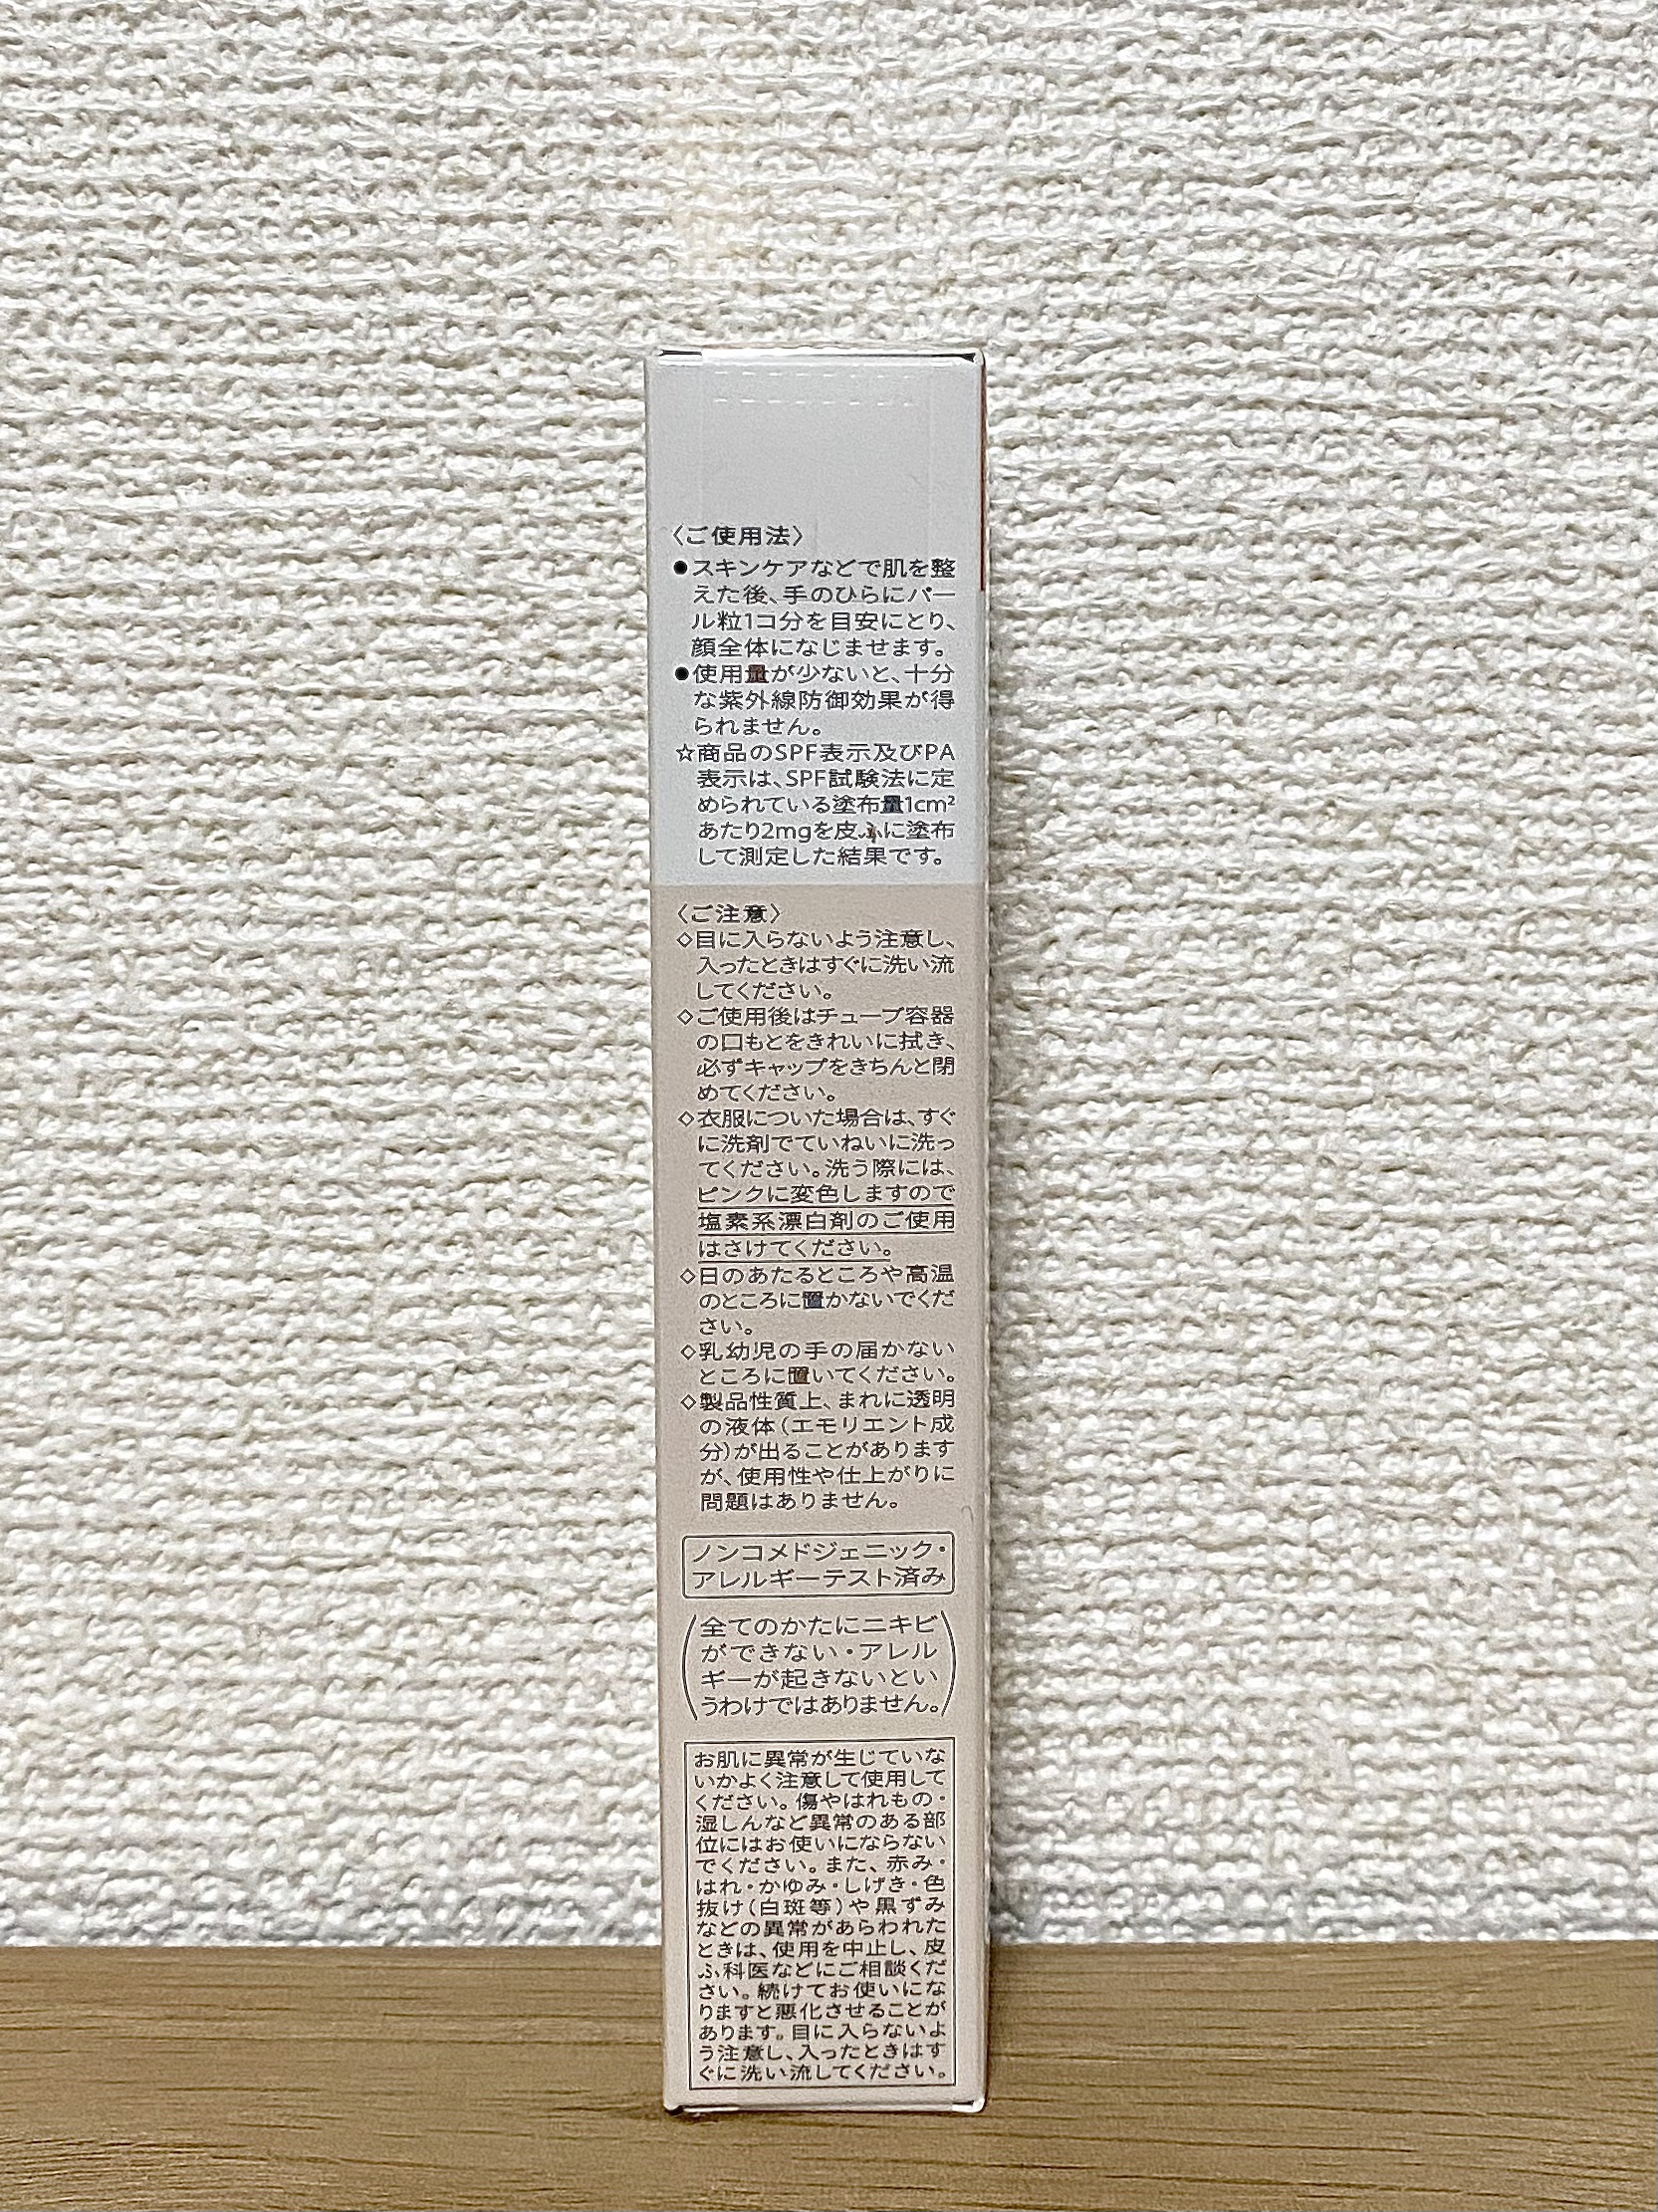 〈ご使用法〉
●スキンケアなどで肌を整
えた後、手のひらにパー
ル粒1コ分を目安にとり、
顔全体になじませます。
●使用量が少ないと、十分
な紫外線防御効果が得
られません。
☆商品のSPF表示及びPA
表示は、SPF試験法に定
められている塗布量1cm²
あたり2mgを皮ふに塗布
して測定した結果です。
〈ご注意〉
◇目に入らないよう注意し、
入ったときはすぐに洗い流
してください。
◇ご使用後はチューブ容器
の口もとをきれいに拭き、
必ずキャップをきちんと閉
めてください。
◇衣服についた場合は、すぐ
に洗剤でていねいに洗っ
てください。洗う際には、
ピンクに変色しますので
塩素系漂白剤のご使用
はさけてください。
◇日のあたるところや高温
のところに置かないでくだ
さい。
◇乳幼児の手の届かない
ところに置いてください。
◇製品性質上、まれに透明
の液体（エモリエント成
分）が出ることがあります
が、使用性や仕上がりに
問題はありません。
ノンコメドジェニック・
アレルギーテスト済み
（全てのかたにニキビ
ができない・アレル
ギーが起きないとい
うわけではありません。）
お肌に異常が生じていな
いかよく注意して使用して
ください。傷やはれもの・
湿しんなど異常のある部
位にはお使いにならない
でください。また、赤み・
はれ・かゆみ・しげき・色
抜け（白斑等）や黒ずみ
などの異常があらわれた
ときは、使用を中止し、皮
ふ科医などにご相談くだ
さい。続けてお使いにな
りますと悪化させることが
あります。目に入らないよ
う注意し、入ったときはす
ぐに洗い流してください。